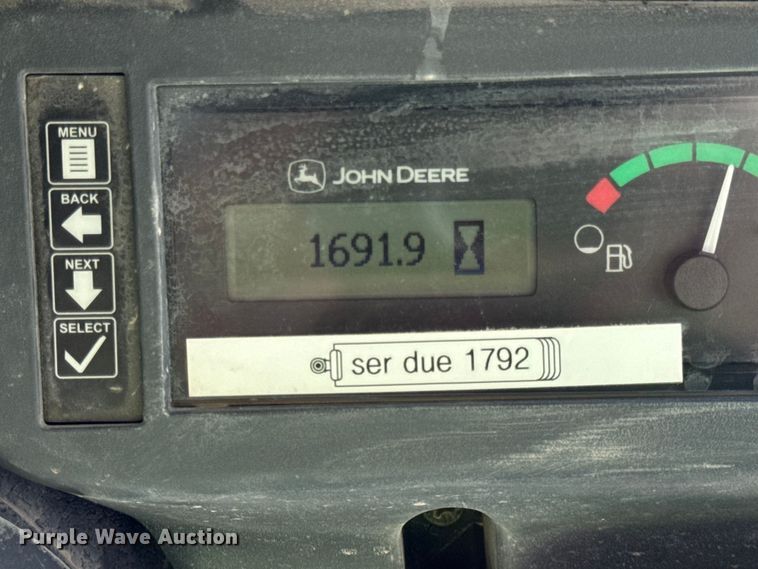 MENU
BACK
NEXT
SELECT
JOHN DEERE
1691.9
ser due 1792
Purple Wave Auction®